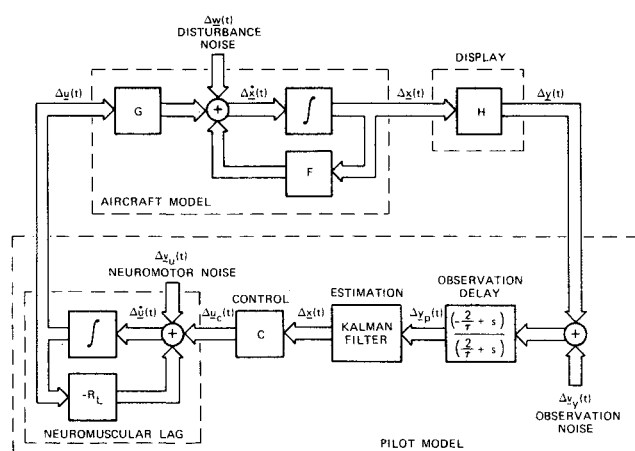 Δw(t)
DISTURBANCE
NOISE
DISPLAY
Δu(t)
G
+
Δẋ(t)
∫
Δx(t)
H
Δy(t)
F
AIRCRAFT MODEL
Δv_u(t)
NEUROMOTOR NOISE
ESTIMATION
OBSERVATION
DELAY
CONTROL
Δu̇(t)
Δu_c(t)
Δx(t)
Δy_p(t)
∫
+
C
KALMAN
FILTER
(-2/τ + s)
(2/τ + s)
+
-R_L
Δv_y(t)
OBSERVATION
NOISE
NEUROMUSCULAR LAG
PILOT MODEL